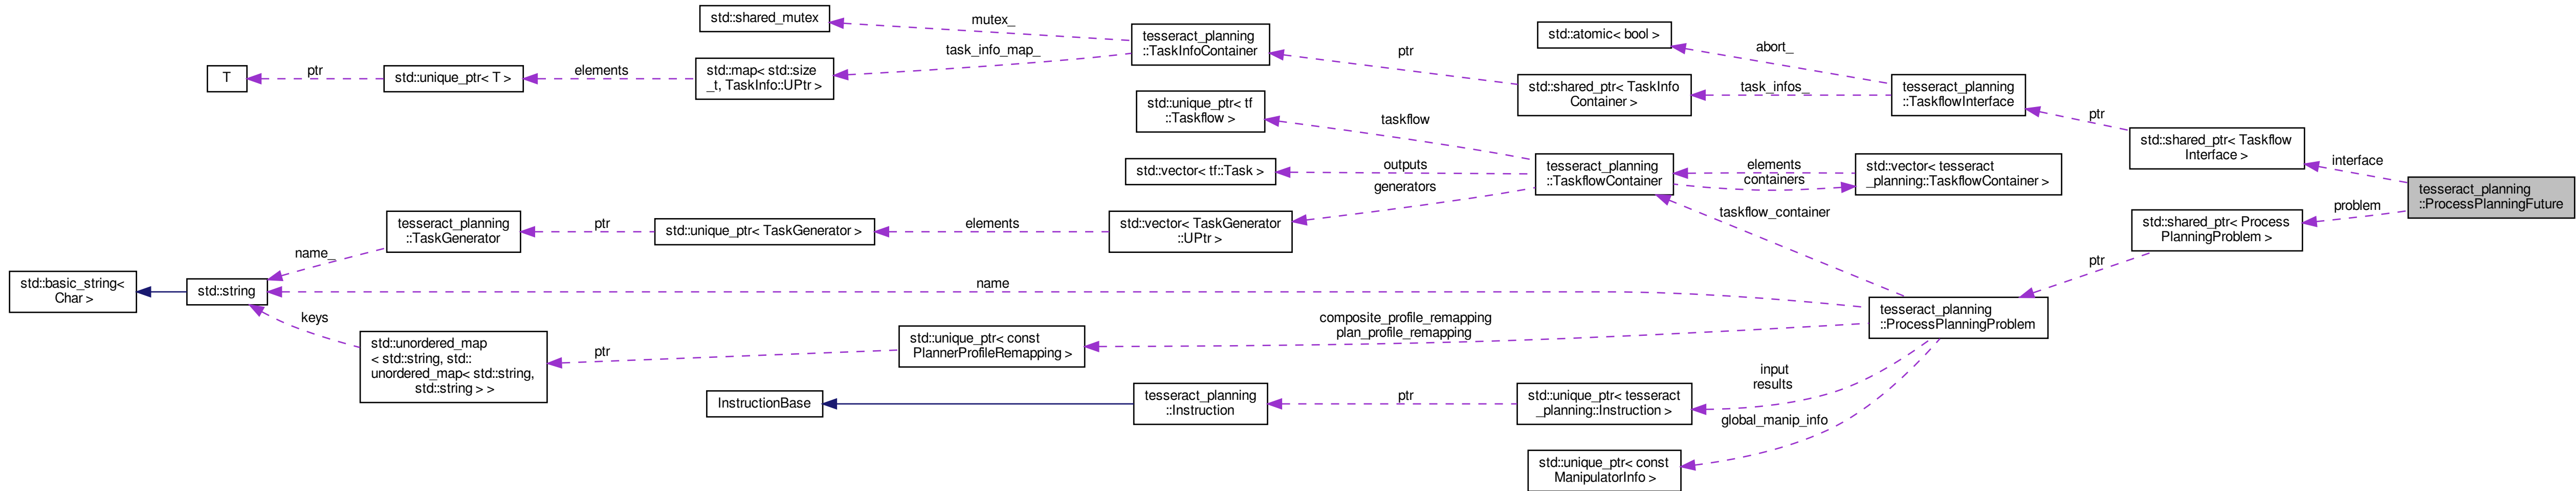 std::shared_mutex
mutex_
tesseract_planning
::TaskInfoContainer
std::atomic< bool >
abort_
T
ptr
std::unique_ptr< T >
elements
std::map< std::size
_t, TaskInfo::UPtr >
task_info_map_
ptr
std::shared_ptr< TaskInfo
Container >
task_infos_
tesseract_planning
::TaskflowInterface
std::unique_ptr< tf
::Taskflow >
taskflow
ptr
std::shared_ptr< Taskflow
Interface >
interface
std::vector< tf::Task >
outputs
generators
tesseract_planning
::TaskflowContainer
elements
containers
std::vector< tesseract
_planning::TaskflowContainer >
tesseract_planning
::ProcessPlanningFuture
tesseract_planning
::TaskGenerator
ptr
std::unique_ptr< TaskGenerator >
elements
std::vector< TaskGenerator
::UPtr >
taskflow_container
problem
std::shared_ptr< Process
PlanningProblem >
ptr
name_
std::basic_string<
Char >
std::string
name
tesseract_planning
::ProcessPlanningProblem
keys
std::unordered_map
< std::string, std::
unordered_map< std::string,
std::string > >
ptr
std::unique_ptr< const
PlannerProfileRemapping >
composite_profile_remapping
plan_profile_remapping
InstructionBase
tesseract_planning
::Instruction
ptr
std::unique_ptr< tesseract
_planning::Instruction >
input
results
global_manip_info
std::unique_ptr< const
ManipulatorInfo >